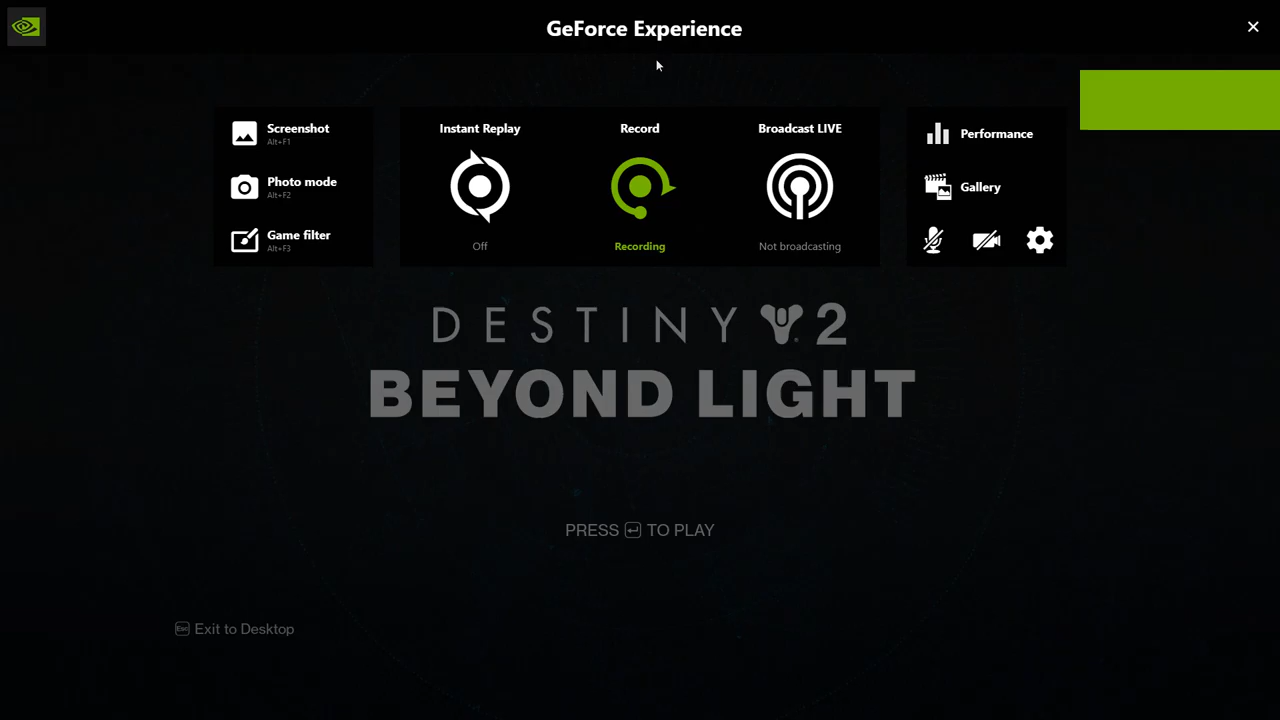 GeForce Experience
Screenshot
Alt+F1
Photo mode
Alt+F2
Game filter
Alt+F3
Instant Replay
Off
Record
Recording
Broadcast LIVE
Not broadcasting
Performance
Gallery
DESTINY 2
BEYOND LIGHT
PRESS TO PLAY
Esc Exit to Desktop